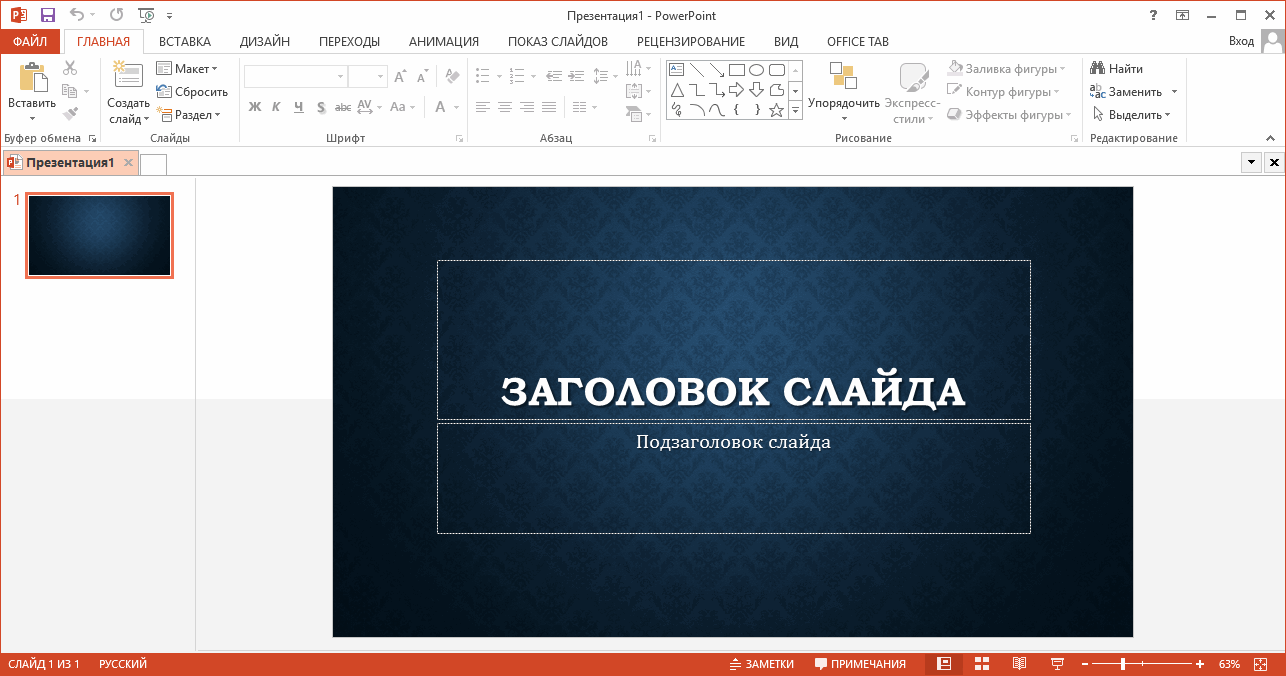 Презентация1 - PowerPoint
ФАЙЛ ГЛАВНАЯ ВСТАВКА ДИЗАЙН ПЕРЕХОДЫ АНИМАЦИЯ ПОКАЗ СЛАЙДОВ РЕЦЕНЗИРОВАНИЕ ВИД OFFICE TAB Вход
Вставить
Буфер обмена
Создать слайд
Макет
Сбросить
Раздел
Слайды
Ж К Ч S abc AV Aa A
Шрифт
Абзац
Упорядочить
Экспресс-стили
Заливка фигуры
Контур фигуры
Эффекты фигуры
Рисование
Найти
Заменить
Выделить
Редактирование
Презентация1
1
ЗАГОЛОВОК СЛАЙДА
Подзаголовок слайда
СЛАЙД 1 ИЗ 1 РУССКИЙ ЗАМЕТКИ ПРИМЕЧАНИЯ 63%